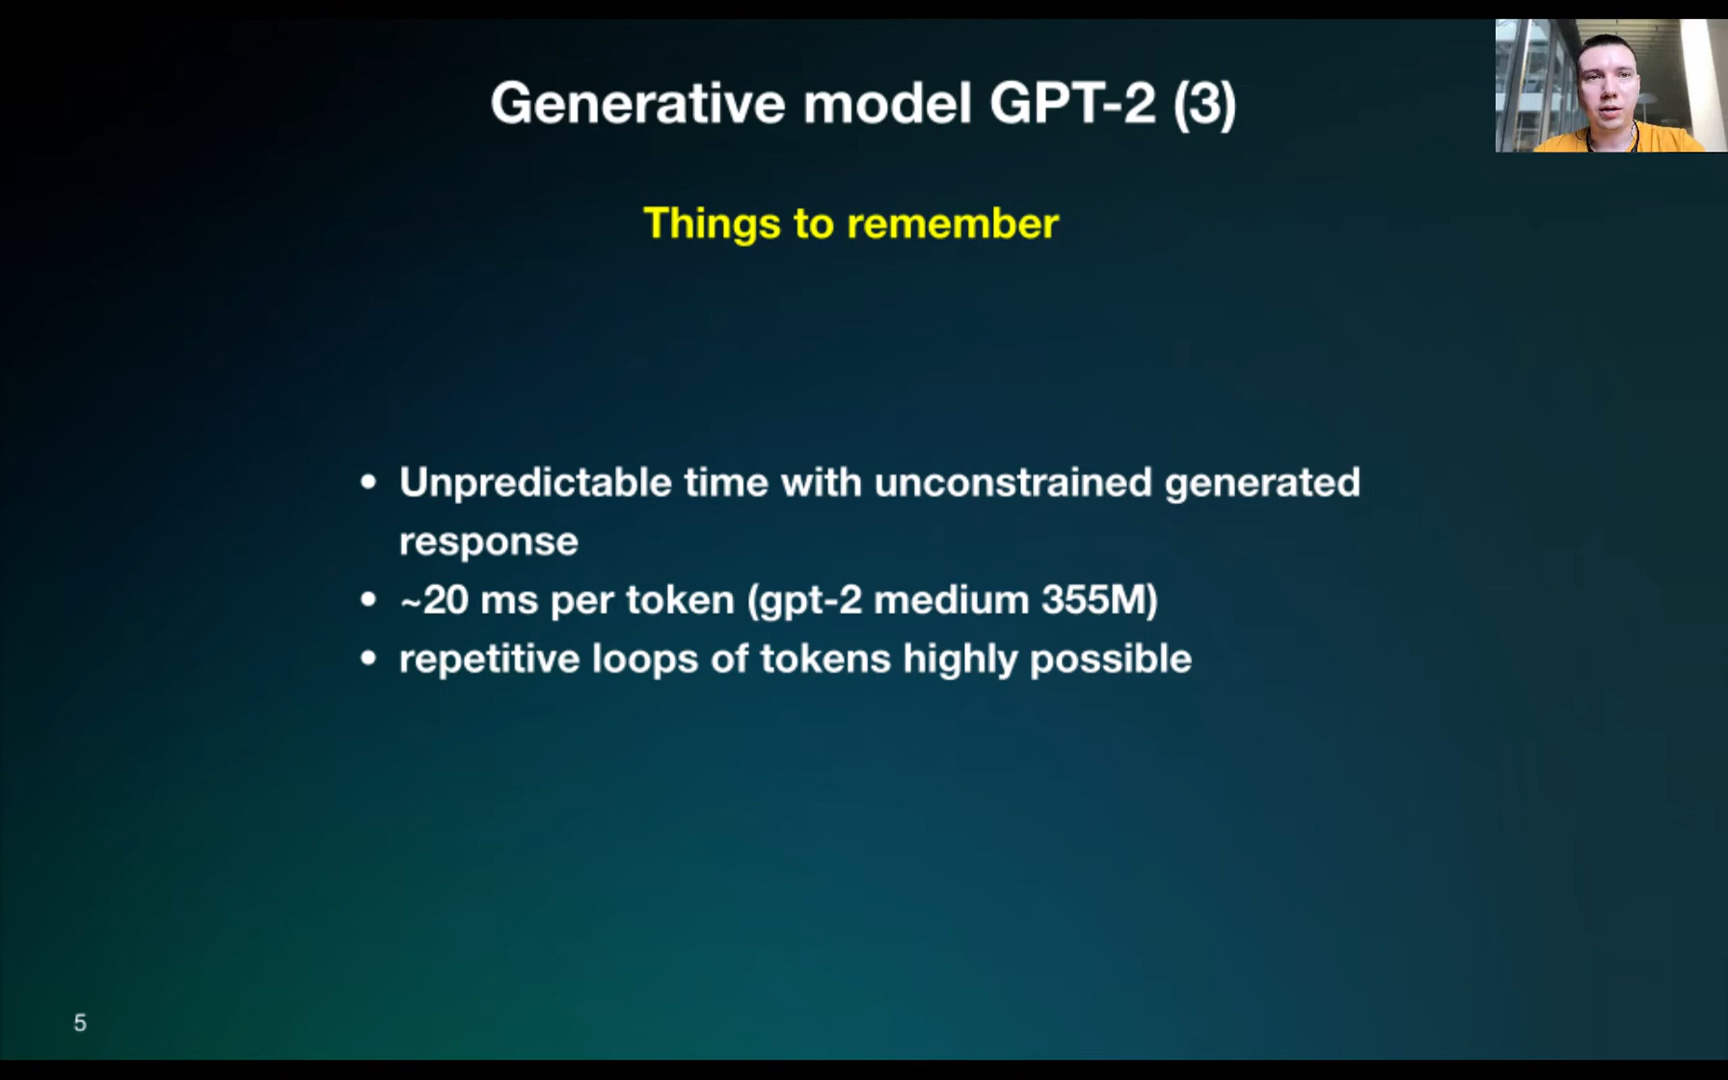 Generative model GPT-2 (3)
Things to remember
• Unpredictable time with unconstrained generated
response
• ~20 ms per token (gpt-2 medium 355M)
• repetitive loops of tokens highly possible
5